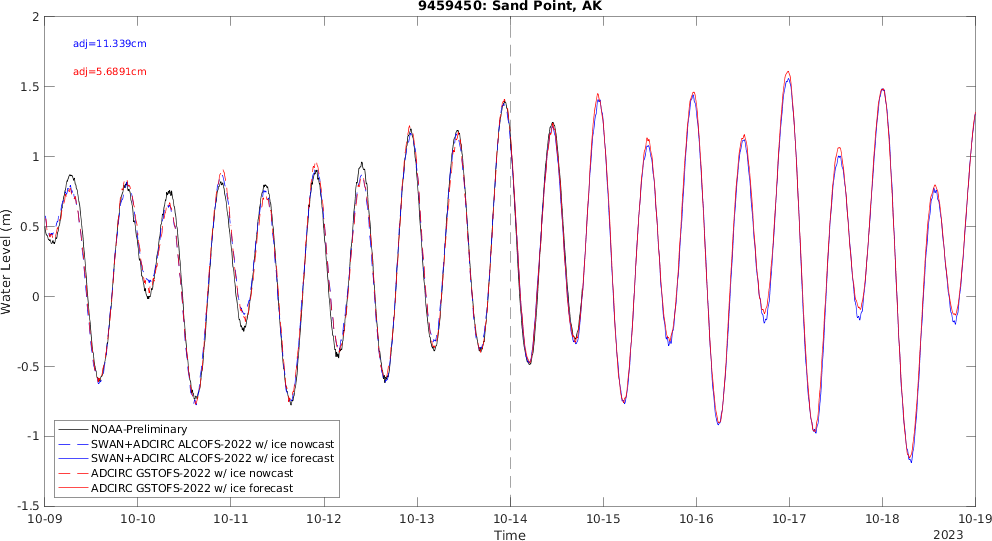 9459450: Sand Point, AK
adj=11.339cm
adj=5.6891cm
Water Level (m)
2
1.5
1
0.5
0
-0.5
-1
-1.5
NOAA-Preliminary
SWAN+ADCIRC ALCOFS-2022 w/ ice nowcast
SWAN+ADCIRC ALCOFS-2022 w/ ice forecast
ADCIRC GSTOFS-2022 w/ ice nowcast
ADCIRC GSTOFS-2022 w/ ice forecast
10-09 10-10 10-11 10-12 10-13 10-14 10-15 10-16 10-17 10-18 10-19
Time
2023